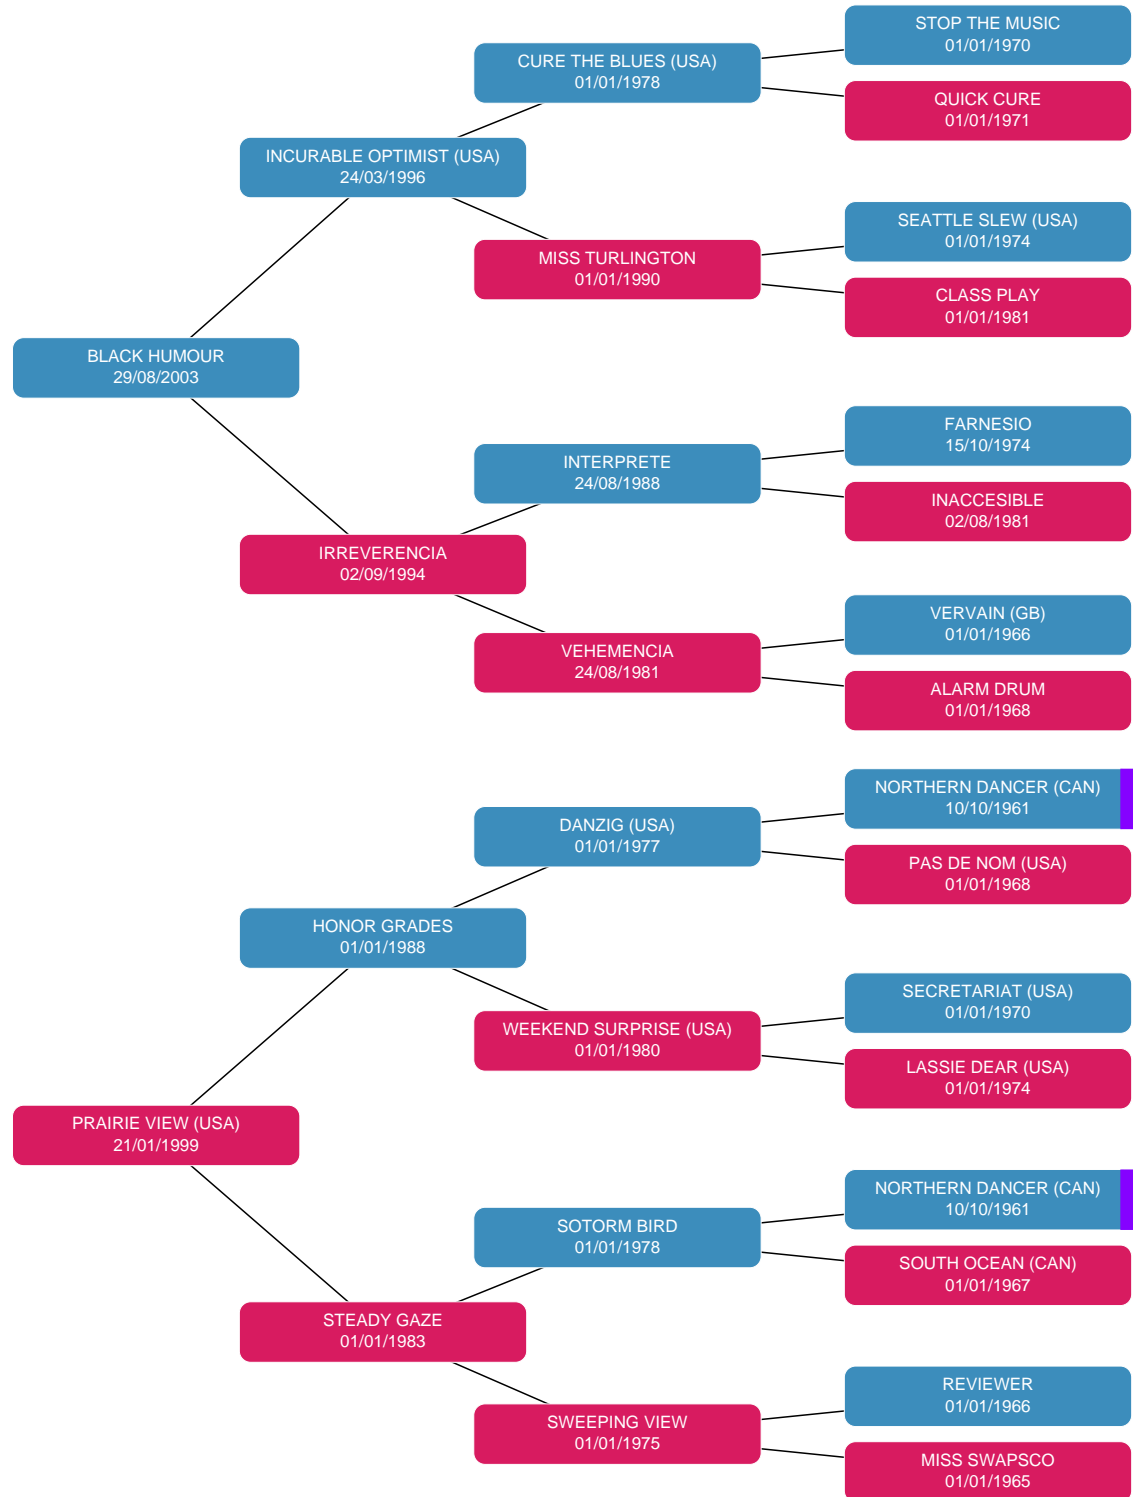 STOP THE MUSIC
01/01/1970
CURE THE BLUES (USA)
01/01/1978
QUICK CURE
01/01/1971
INCURABLE OPTIMIST (USA)
24/03/1996
SEATTLE SLEW (USA)
01/01/1974
MISS TURLINGTON
01/01/1990
CLASS PLAY
01/01/1981
BLACK HUMOUR
29/08/2003
FARNESIO
15/10/1974
INTERPRETE
24/08/1988
INACCESIBLE
02/08/1981
IRREVERENCIA
02/09/1994
VERVAIN (GB)
01/01/1966
VEHEMENCIA
24/08/1981
ALARM DRUM
01/01/1968
NORTHERN DANCER (CAN)
10/10/1961
DANZIG (USA)
01/01/1977
PAS DE NOM (USA)
01/01/1968
HONOR GRADES
01/01/1988
SECRETARIAT (USA)
01/01/1970
WEEKEND SURPRISE (USA)
01/01/1980
LASSIE DEAR (USA)
01/01/1974
PRAIRIE VIEW (USA)
21/01/1999
NORTHERN DANCER (CAN)
10/10/1961
SOTORM BIRD
01/01/1978
SOUTH OCEAN (CAN)
01/01/1967
STEADY GAZE
01/01/1983
REVIEWER
01/01/1966
SWEEPING VIEW
01/01/1975
MISS SWAPSCO
01/01/1965